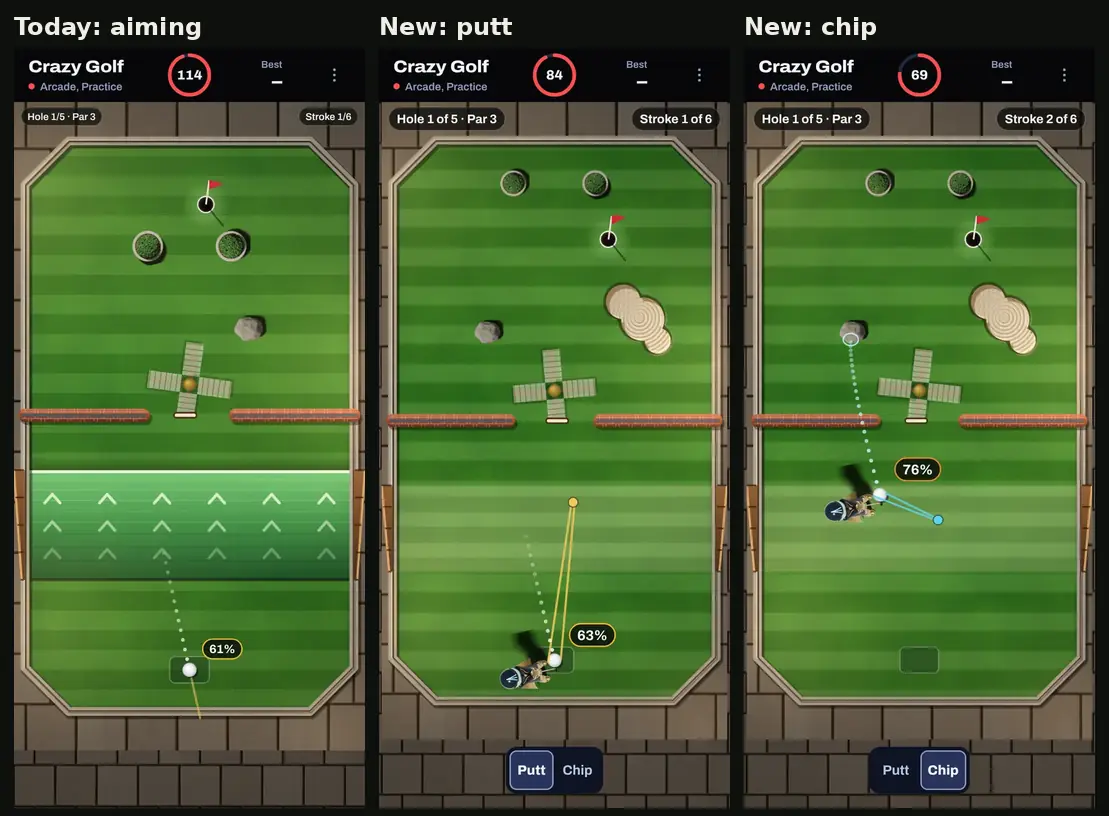 Today: aiming
Crazy Golf
Arcade, Practice
114
Best
–
Hole 1/5 · Par 3
Stroke 1/6
61%
New: putt
Crazy Golf
Arcade, Practice
84
Best
–
Hole 1 of 5 · Par 3
Stroke 1 of 6
63%
Putt
Chip
New: chip
Crazy Golf
Arcade, Practice
69
Best
–
Hole 1 of 5 · Par 3
Stroke 2 of 6
76%
Putt
Chip